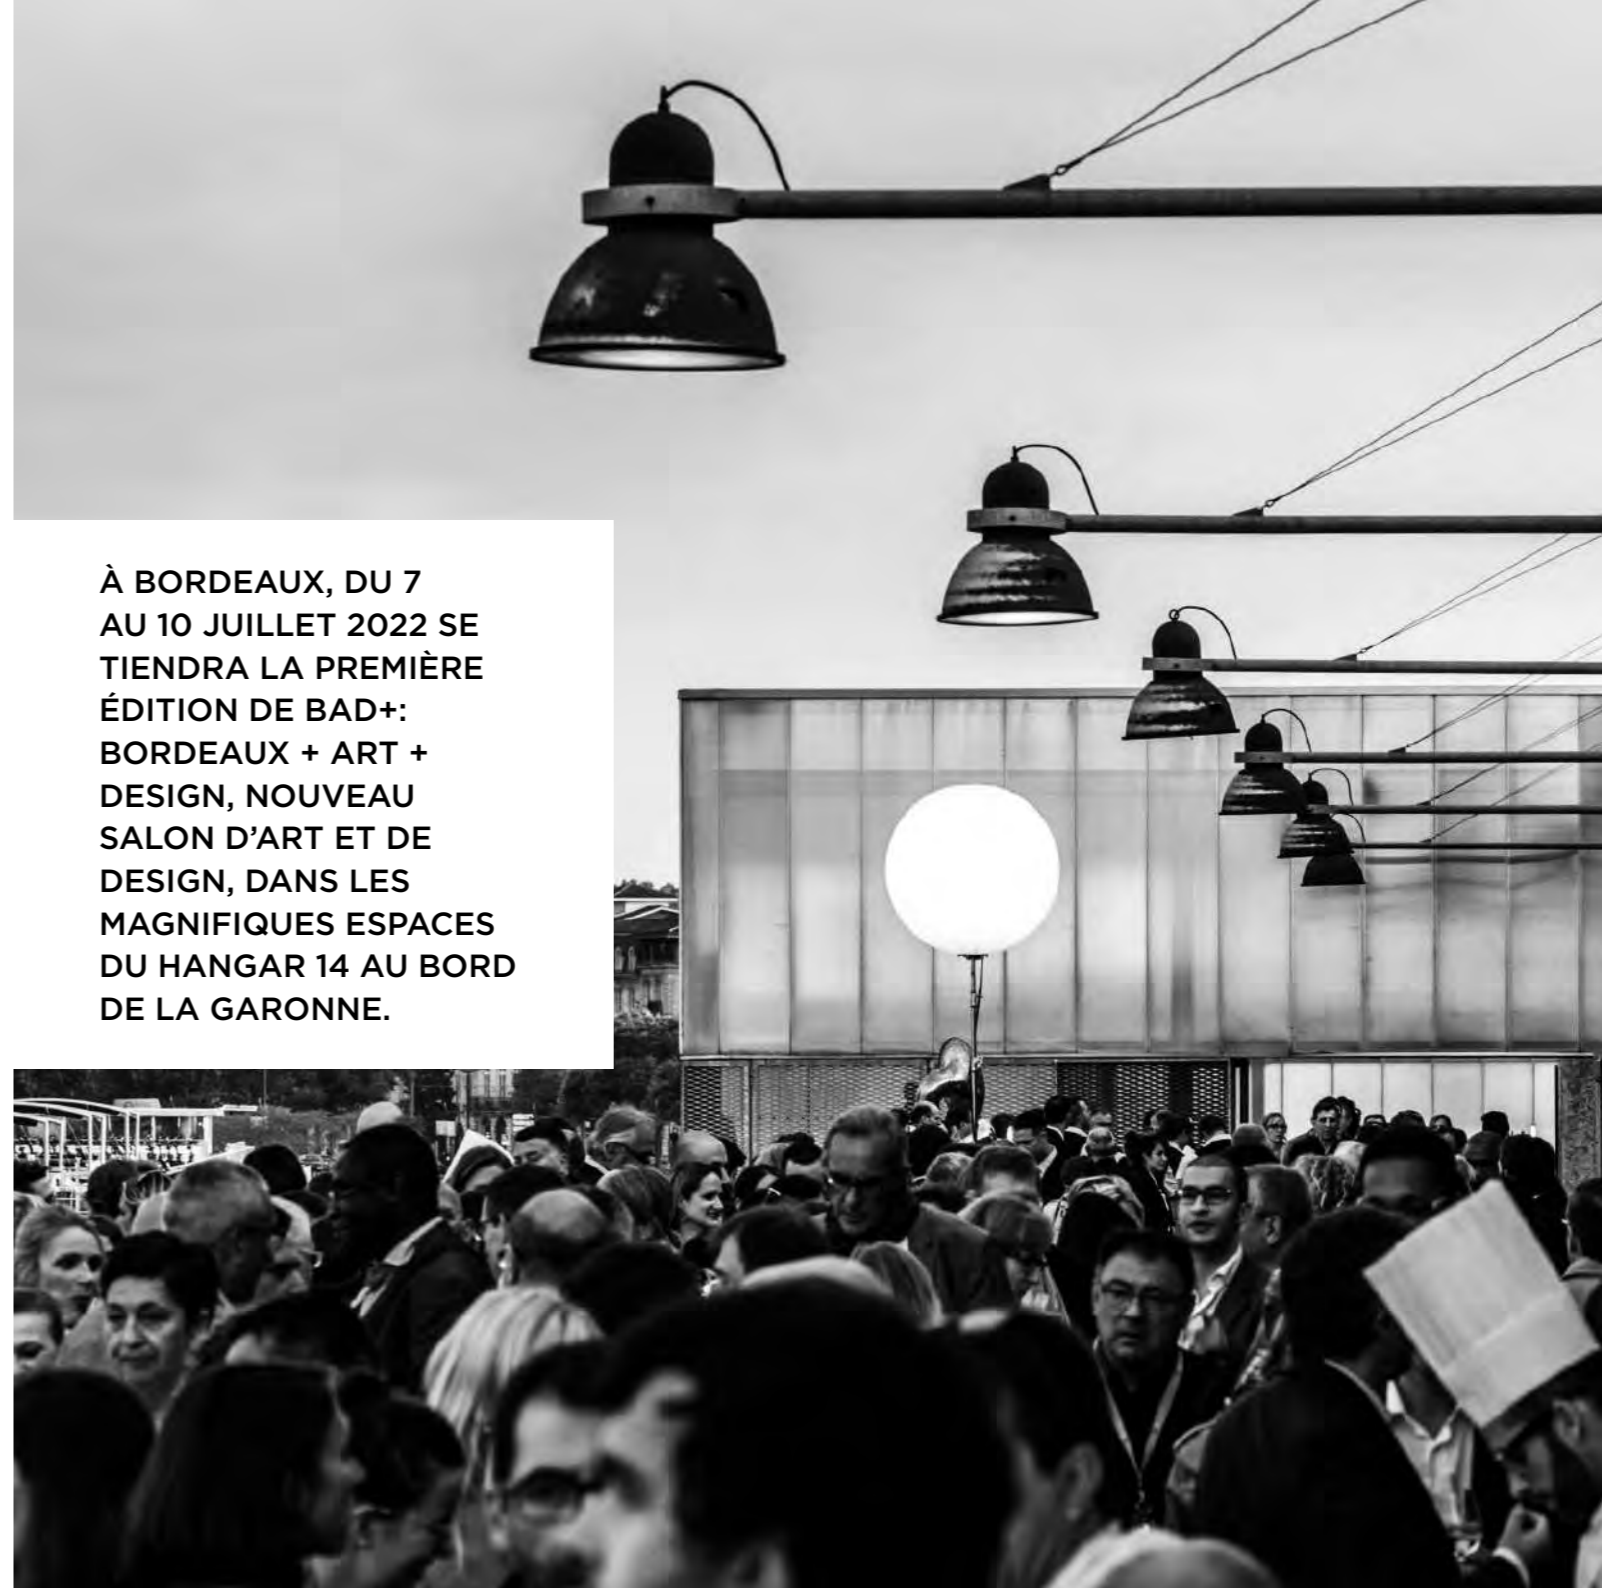 À BORDEAUX, DU 7
AU 10 JUILLET 2022 SE
TIENDRA LA PREMIÈRE
ÉDITION DE BAD+:
BORDEAUX + ART +
DESIGN, NOUVEAU
SALON D’ART ET DE
DESIGN, DANS LES
MAGNIFIQUES ESPACES
DU HANGAR 14 AU BORD
DE LA GARONNE.